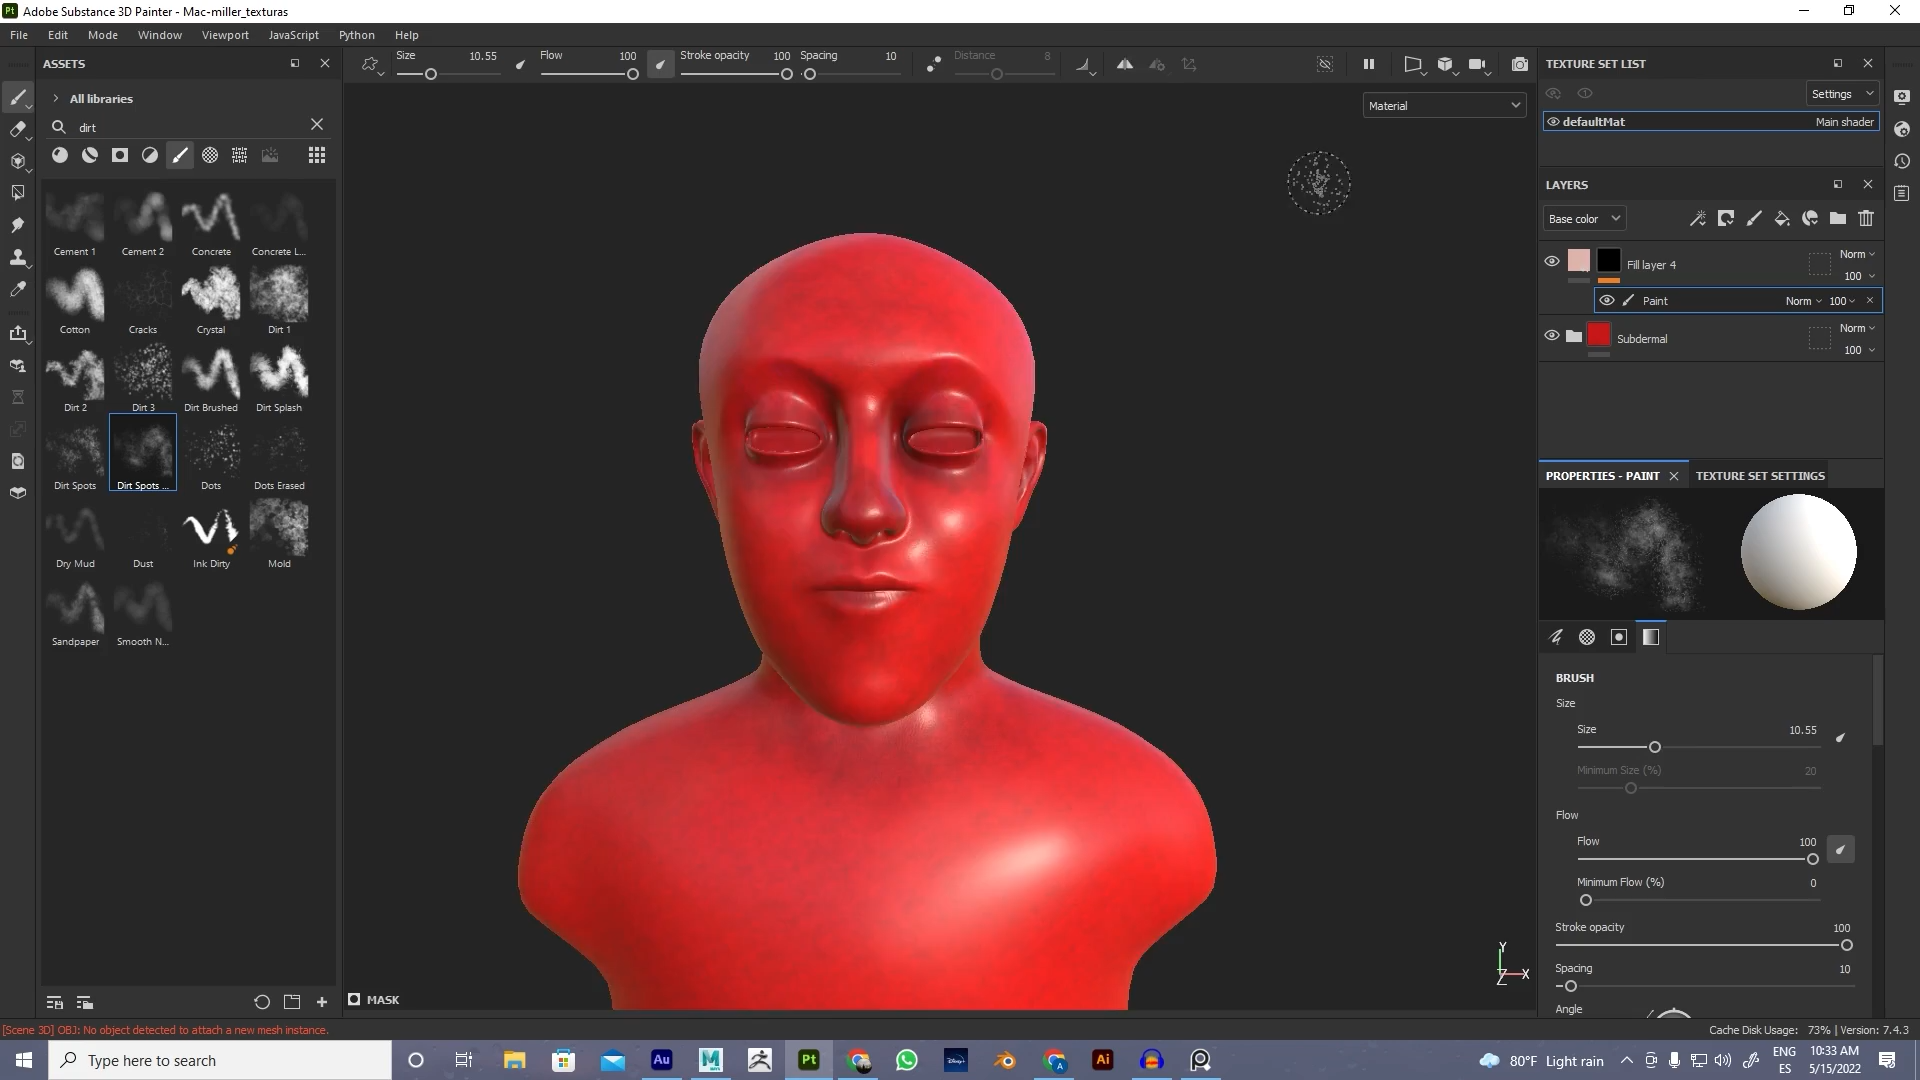 Pt Adobe Substance 3D Painter - Mac-miller_texturas
File Edit Mode Window Viewport JavaScript Python Help
ASSETS
All libraries
dirt
Cement 1 Cement 2 Concrete Concrete L...
Cotton Cracks Crystal Dirt 1
Dirt 2 Dirt 3 Dirt Brushed Dirt Splash
Dirt Spots Dirt Spots ... Dots Dots Erased
Dry Mud Dust Ink Dirty Mold
Sandpaper Smooth N...
Size 10.55 Flow 100 Stroke opacity 100 Spacing 10 Distance 8
Material
Y
Z X
MASK
TEXTURE SET LIST
Settings
defaultMat Main shader
LAYERS
Base color
Fill layer 4 Norm
100
Paint Norm 100
Subdermal Norm
100
PROPERTIES - PAINT TEXTURE SET SETTINGS
BRUSH
Size
Size 10.55
Minimum Size (%) 20
Flow
Flow 100
Minimum Flow (%) 0
Stroke opacity 100
Spacing 10
Angle
[Scene 3D] OBJ: No object detected to attach a new mesh instance.
Cache Disk Usage: 73% | Version: 7.4.3
Type here to search
Au
M
Pt
Disney+
A
Ai
80°F Light rain
ENG
ES
10:33 AM
5/15/2022